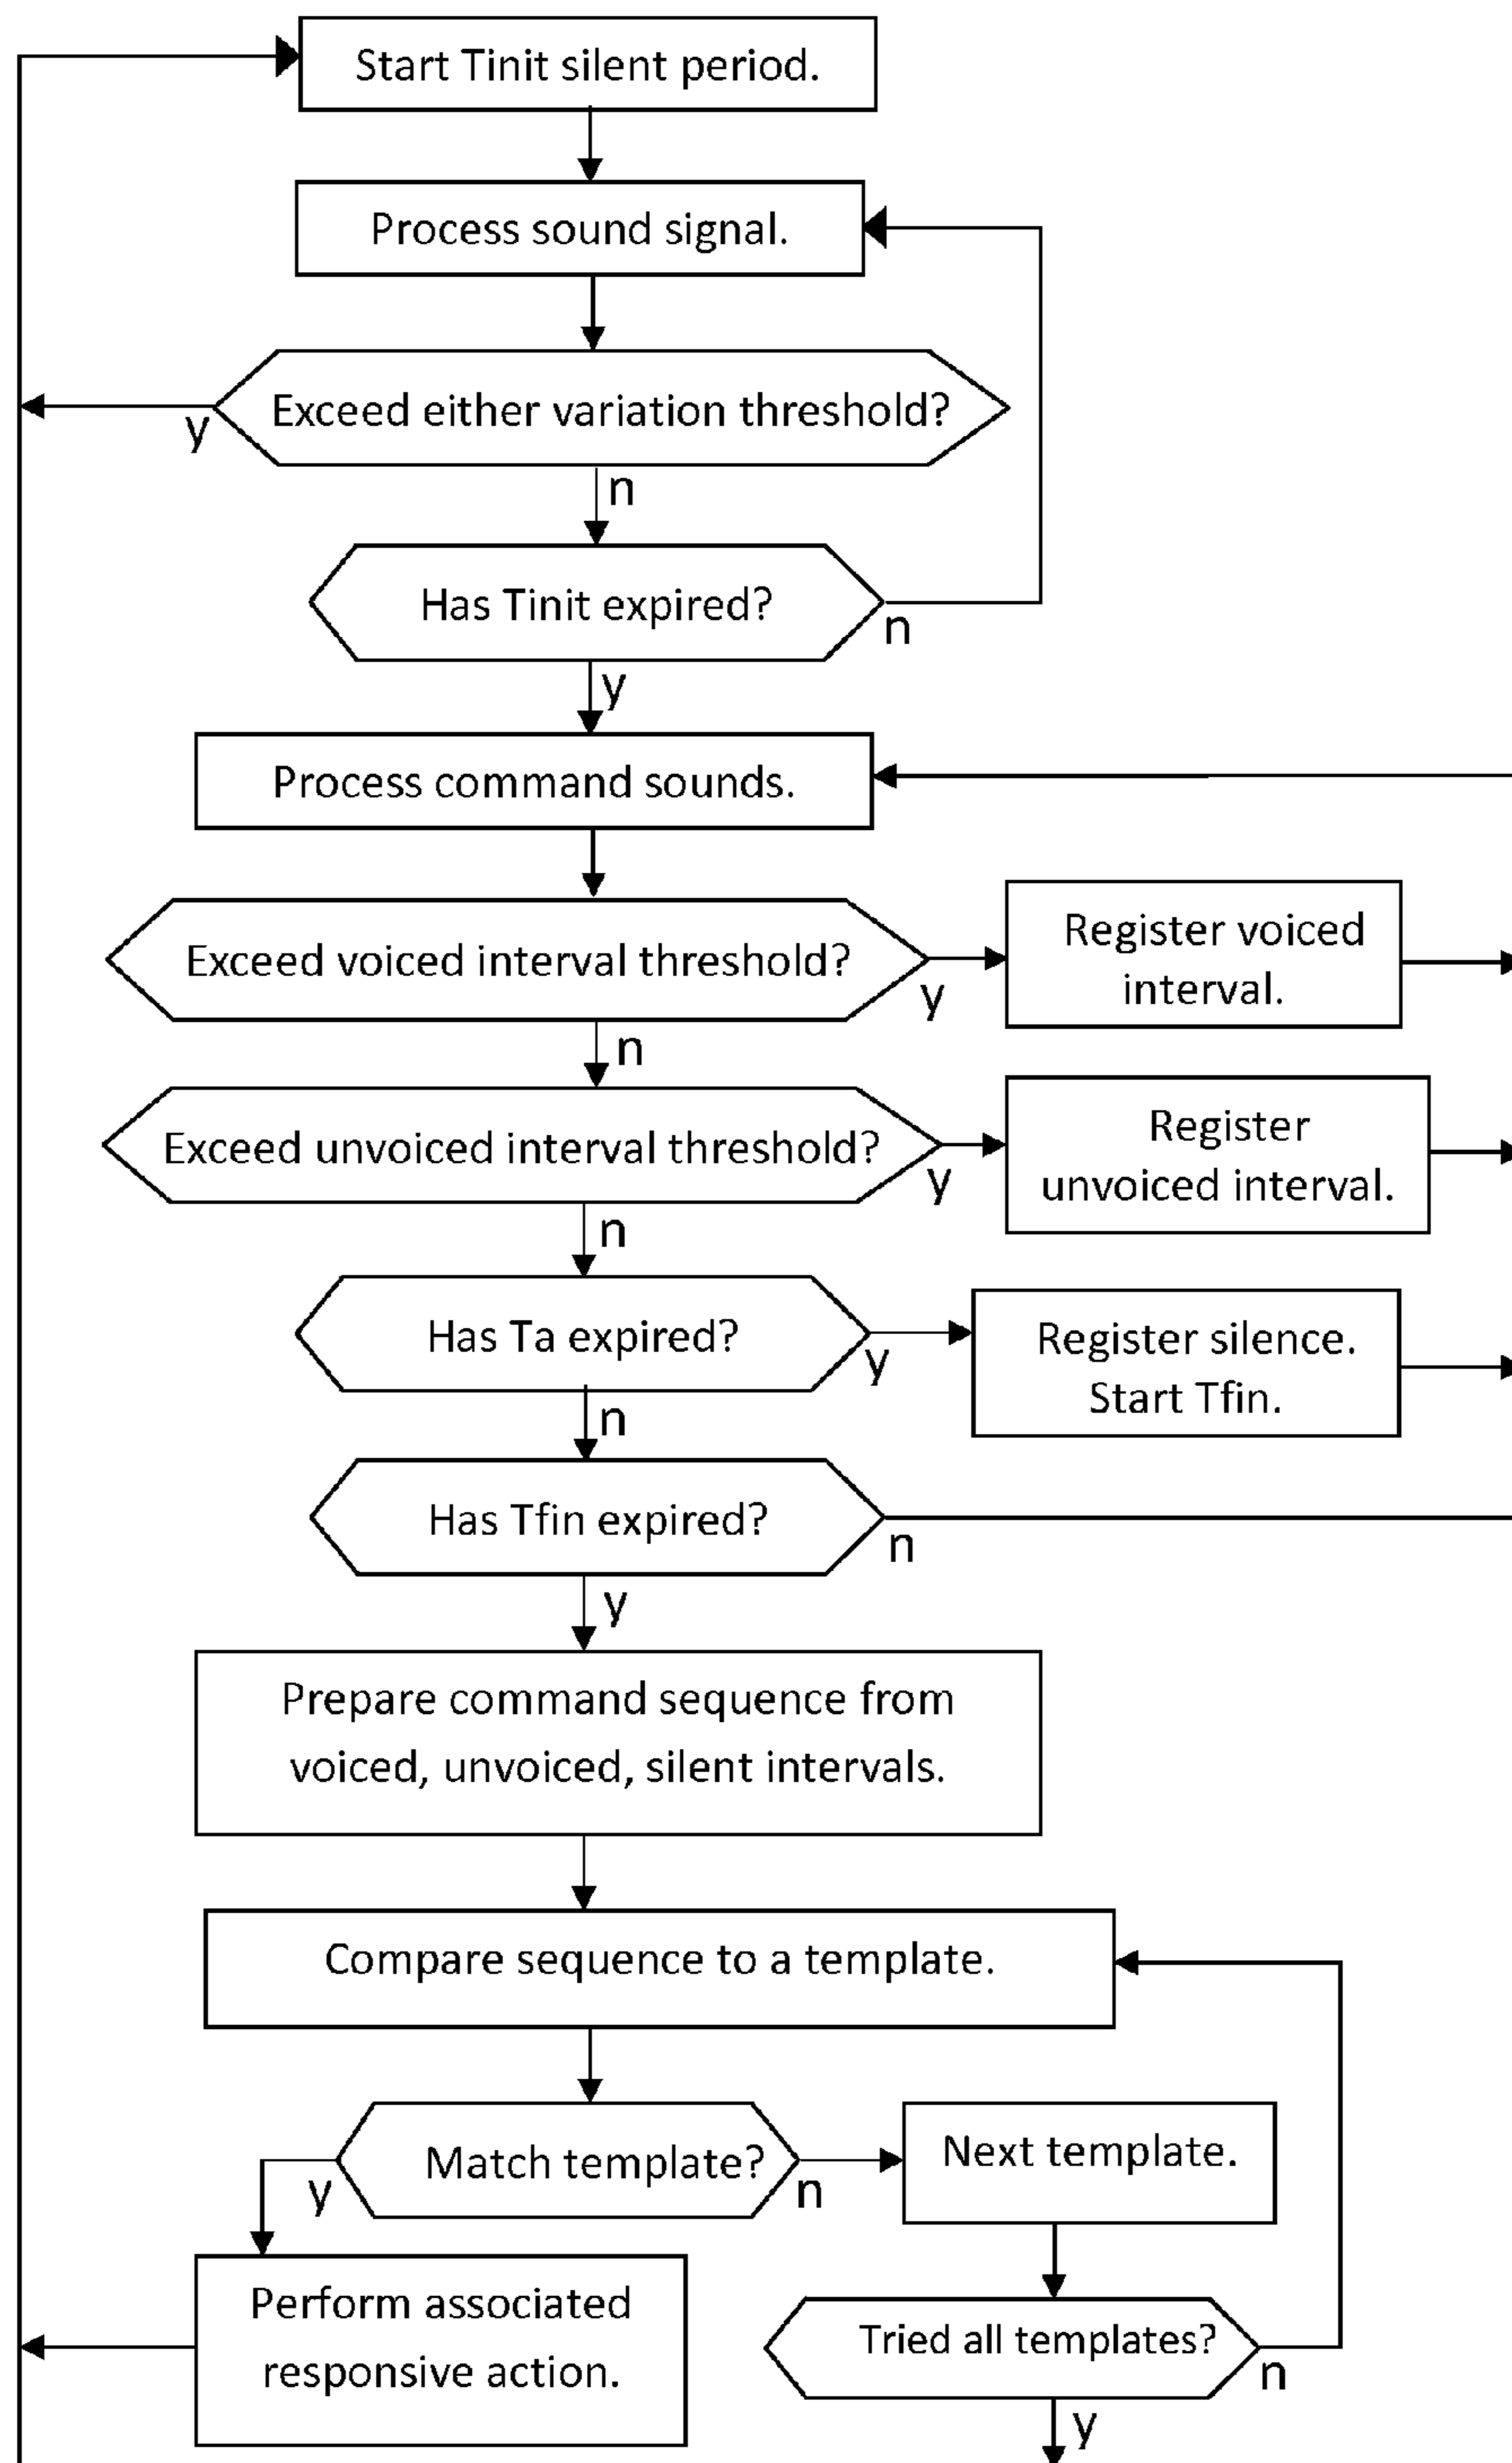 Start Tinit silent period.
Process sound signal.
Exceed either variation threshold?
y
n
Has Tinit expired?
n
y
Process command sounds.
Exceed voiced interval threshold?
y
Register voiced
interval.
n
Exceed unvoiced interval threshold?
y
Register
unvoiced interval.
n
Has Ta expired?
y
Register silence.
Start Tfin.
n
Has Tfin expired?
n
y
Prepare command sequence from
voiced, unvoiced, silent intervals.
Compare sequence to a template.
Match template?
y
n
Next template.
Perform associated
responsive action.
Tried all templates?
n
y